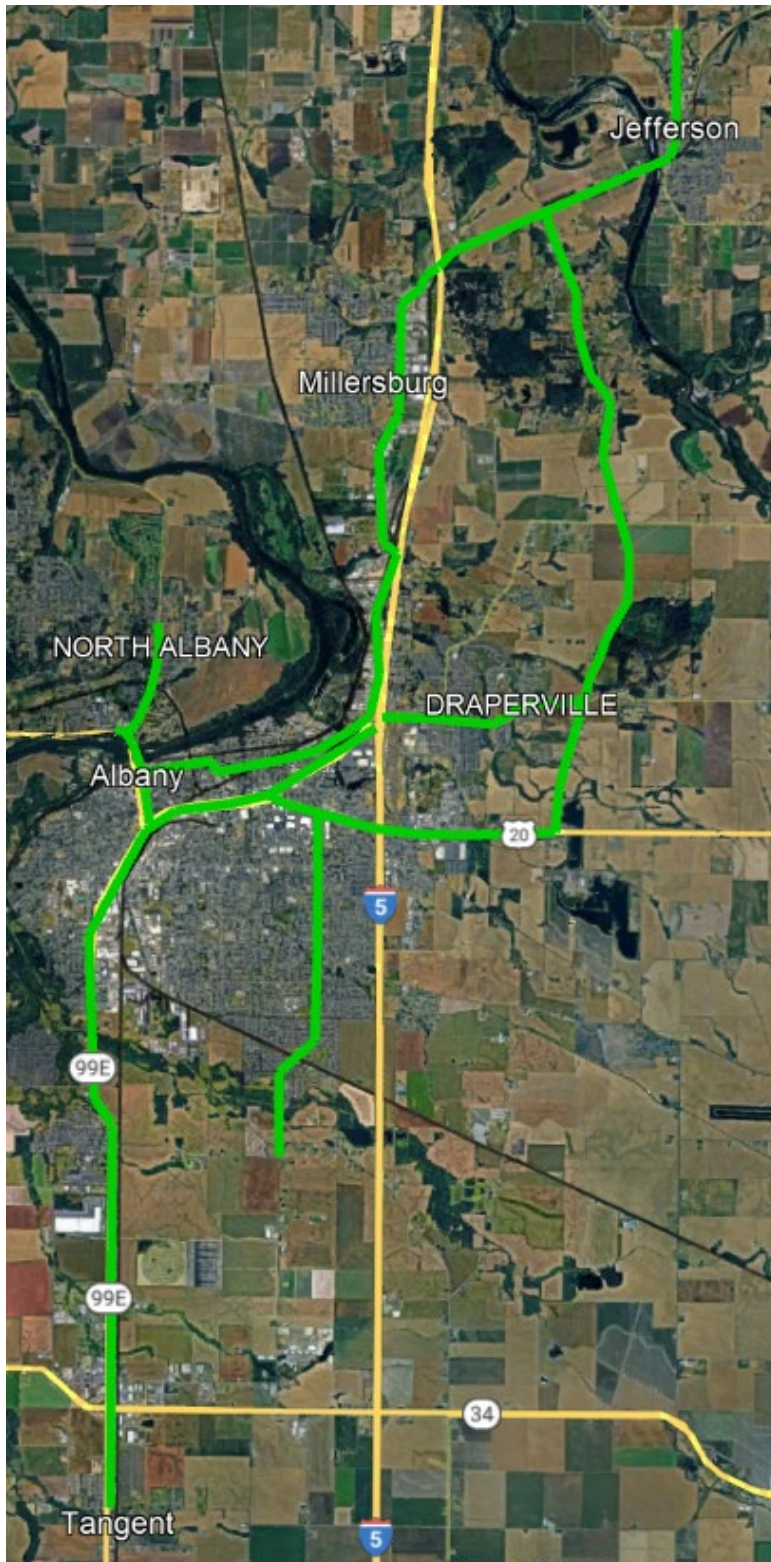 Jefferson
Millersburg
NORTH ALBANY
DRAPERVILLE
Albany
20
5
99E
99E
34
Tangent
5